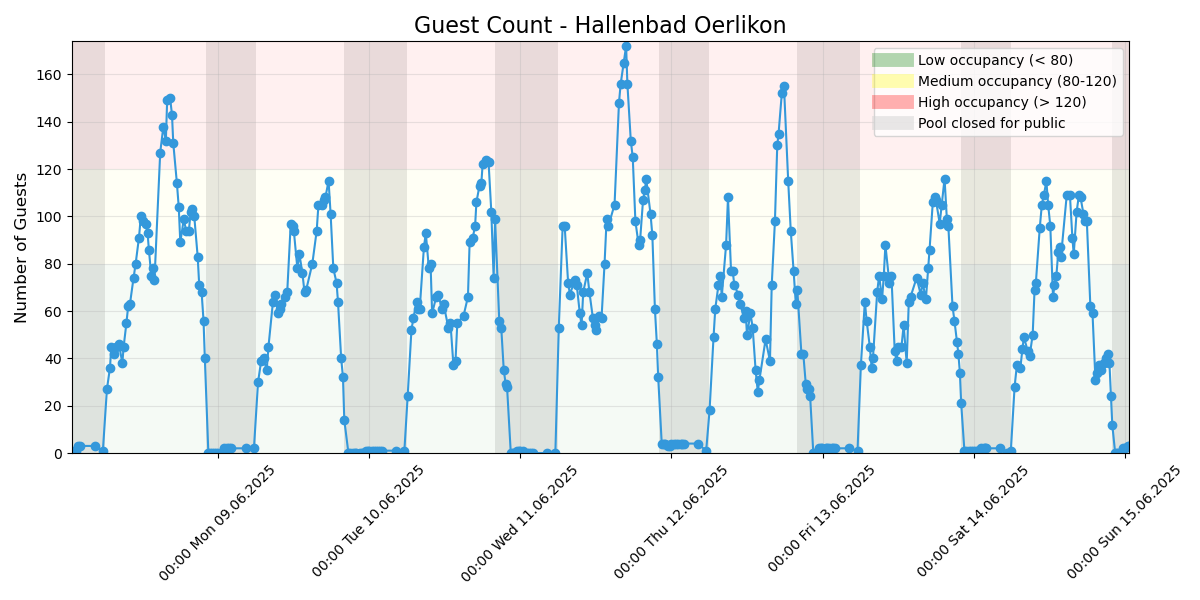 Guest Count - Hallenbad Oerlikon
Low occupancy (< 80)
Medium occupancy (80-120)
High occupancy (> 120)
Pool closed for public
Number of Guests
160
140
120
100
80
60
40
20
0
00:00 Mon 09.06.2025
00:00 Tue 10.06.2025
00:00 Wed 11.06.2025
00:00 Thu 12.06.2025
00:00 Fri 13.06.2025
00:00 Sat 14.06.2025
00:00 Sun 15.06.2025